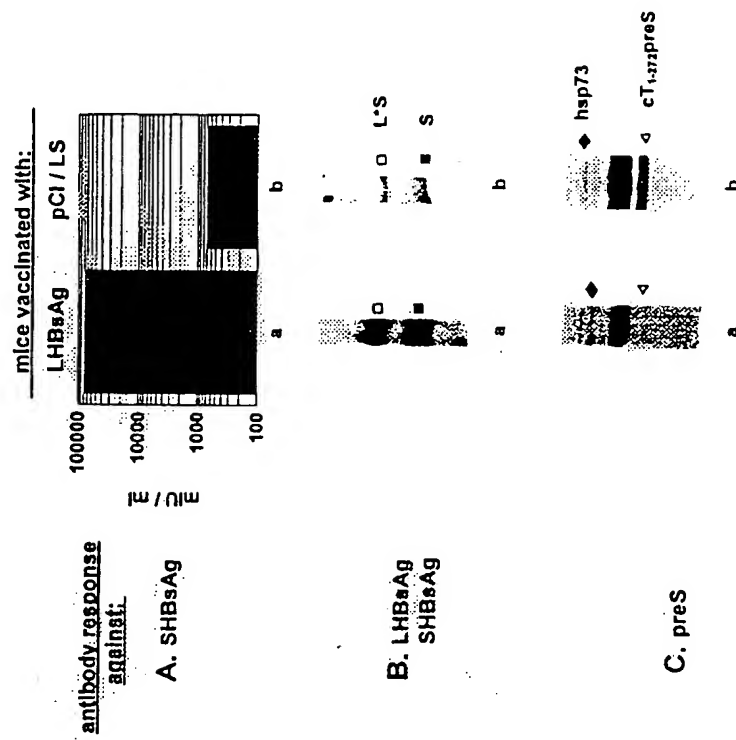 mice vaccinated with:
LHBsAg pCI / LS
antibody response
against:
A. SHBsAg
mIU / ml
100000
10000
1000
100
a b
B. LHBsAg
SHBsAg
L*S
S
a b
C. preS
hsp73
cT1-272preS
a b